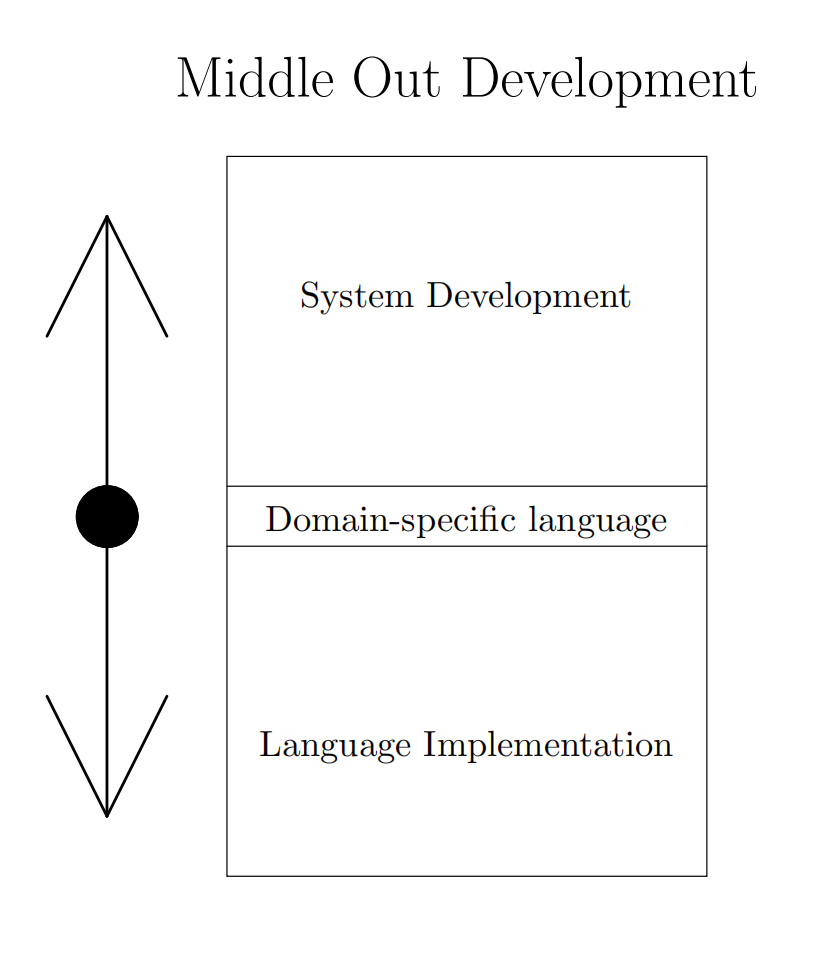 Middle Out Development
System Development
Domain-specific language
Language Implementation